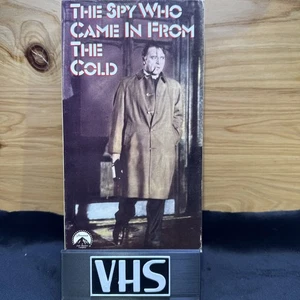 THE SPY WHO
CAME IN FROM
THE
COLD
VHS